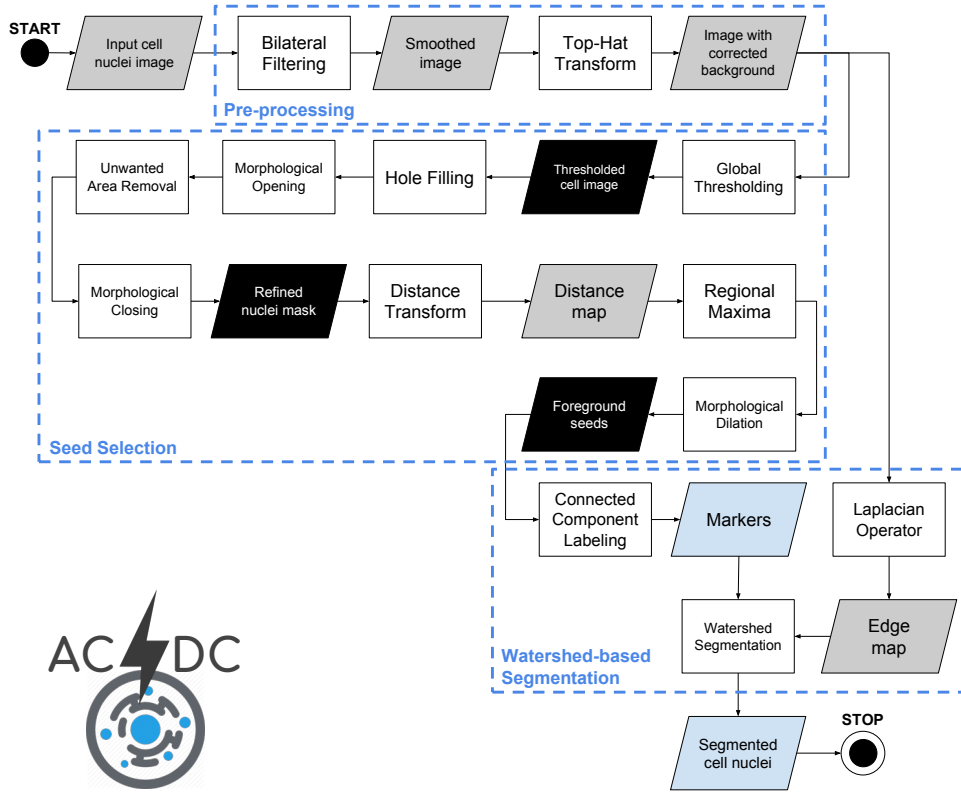 START
Input cell
nuclei image
Bilateral
Filtering
Smoothed
image
Top-Hat
Transform
Image with
corrected
background
Pre-processing
Unwanted
Area Removal
Morphological
Opening
Hole Filling
Thresholded
cell image
Global
Thresholding
Morphological
Closing
Refined
nuclei mask
Distance
Transform
Distance
map
Regional
Maxima
Foreground
seeds
Morphological
Dilation
Seed Selection
Connected
Component
Labeling
Markers
Laplacian
Operator
Watershed
Segmentation
Edge
map
Watershed-based
Segmentation
AC DC
Segmented
cell nuclei
STOP